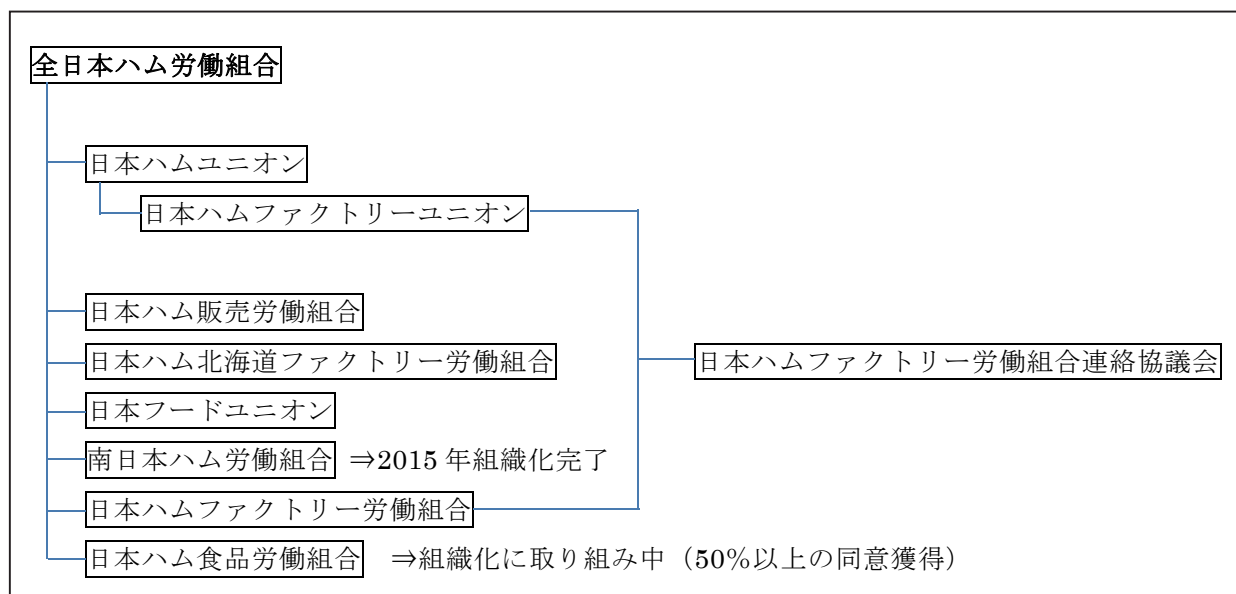 全日本ハム労働組合
日本ハムユニオン
日本ハムファクトリーユニオン
日本ハム販売労働組合
日本ハム北海道ファクトリー労働組合
日本ハムファクトリー労働組合連絡協議会
日本フードユニオン
南日本ハム労働組合 ⇒2015 年組織化完了
日本ハムファクトリー労働組合
日本ハム食品労働組合 ⇒組織化に取り組み中（50％以上の同意獲得）